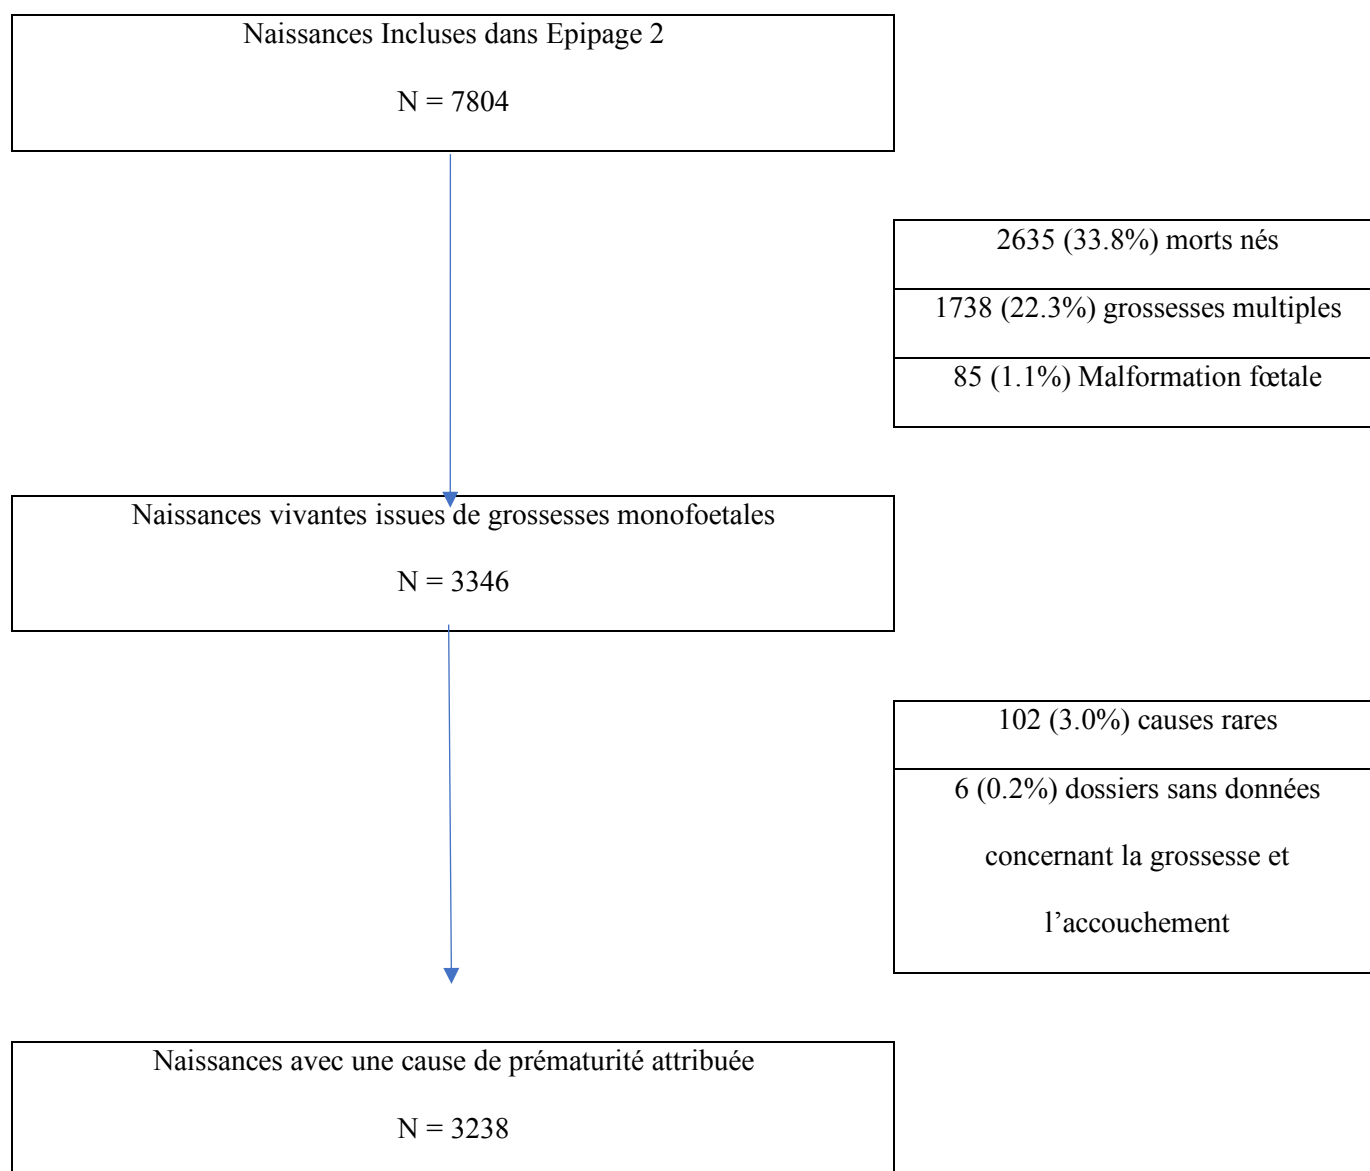 Naissances Incluses dans Epipage 2
N = 7804
2635 (33.8%) morts nés
1738 (22.3%) grossesses multiples
85 (1.1%) Malformation fœtale
Naissances vivantes issues de grossesses monofoetales
N = 3346
102 (3.0%) causes rares
6 (0.2%) dossiers sans données
concernant la grossesse et
l’accouchement
Naissances avec une cause de prématurité attribuée
N = 3238